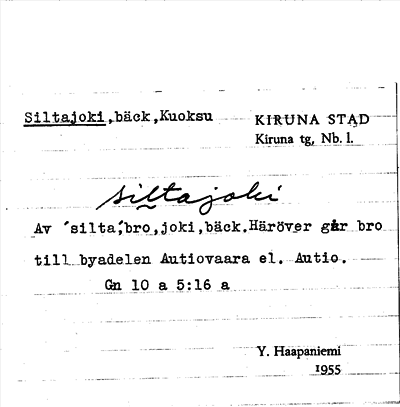 Siltajoki,bäck,Kuoksu
KIRUNA STAD
Kiruna tg, Nb. l.
siltajoki
Av ´silta´,bro,joki,bäck.Häröver går bro
till byadelen Autiovaara el. Autio.
Gn 10 a 5:16 a
Y. Haapaniemi
1955